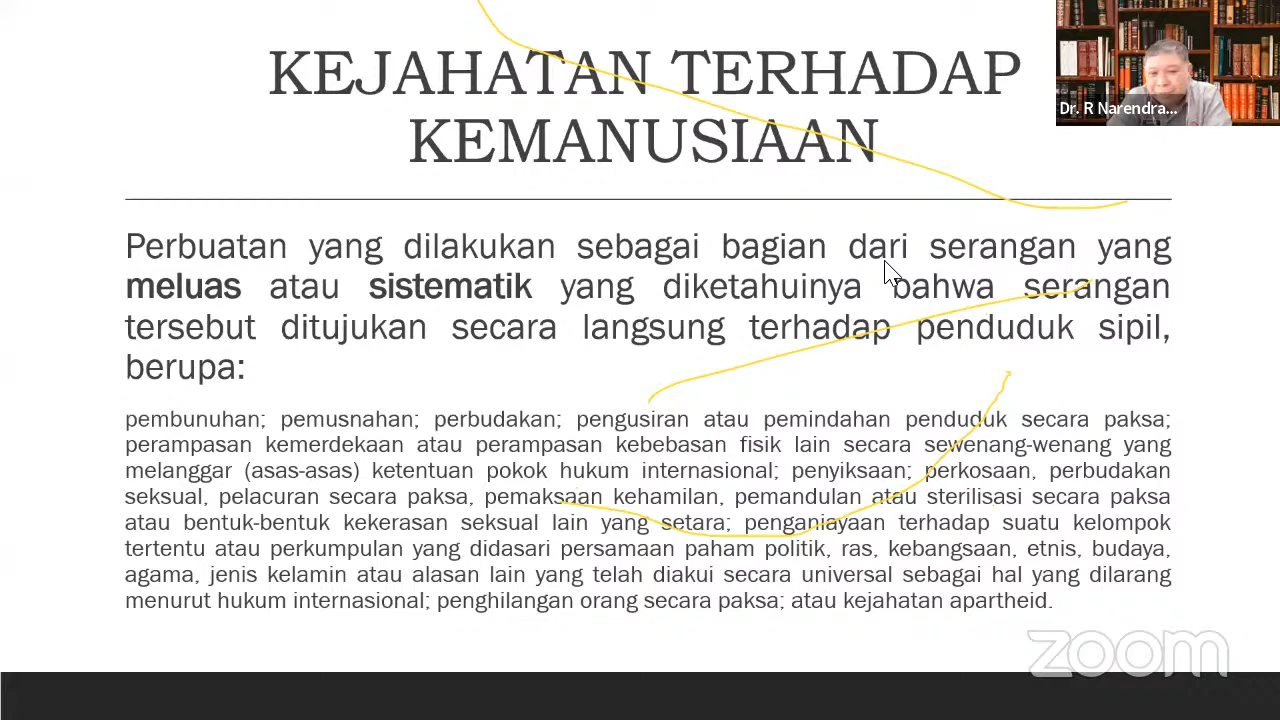 KEJAHATAN TERHADAP
KEMANUSIAAN
Dr. R Narendra...
Perbuatan yang dilakukan sebagai bagian dari serangan yang
meluas atau sistematik yang diketahuinya bahwa serangan
tersebut ditujukan secara langsung terhadap penduduk sipil,
berupa:
pembunuhan; pemusnahan; perbudakan; pengusiran atau pemindahan penduduk secara paksa;
perampasan kemerdekaan atau perampasan kebebasan fisik lain secara sewenang-wenang yang
melanggar (asas-asas) ketentuan pokok hukum internasional; penyiksaan; perkosaan, perbudakan
seksual, pelacuran secara paksa, pemaksaan kehamilan, pemandulan atau sterilisasi secara paksa
atau bentuk-bentuk kekerasan seksual lain yang setara; penganiayaan terhadap suatu kelompok
tertentu atau perkumpulan yang didasari persamaan paham politik, ras, kebangsaan, etnis, budaya,
agama, jenis kelamin atau alasan lain yang telah diakui secara universal sebagai hal yang dilarang
menurut hukum internasional; penghilangan orang secara paksa; atau kejahatan apartheid.
zoom